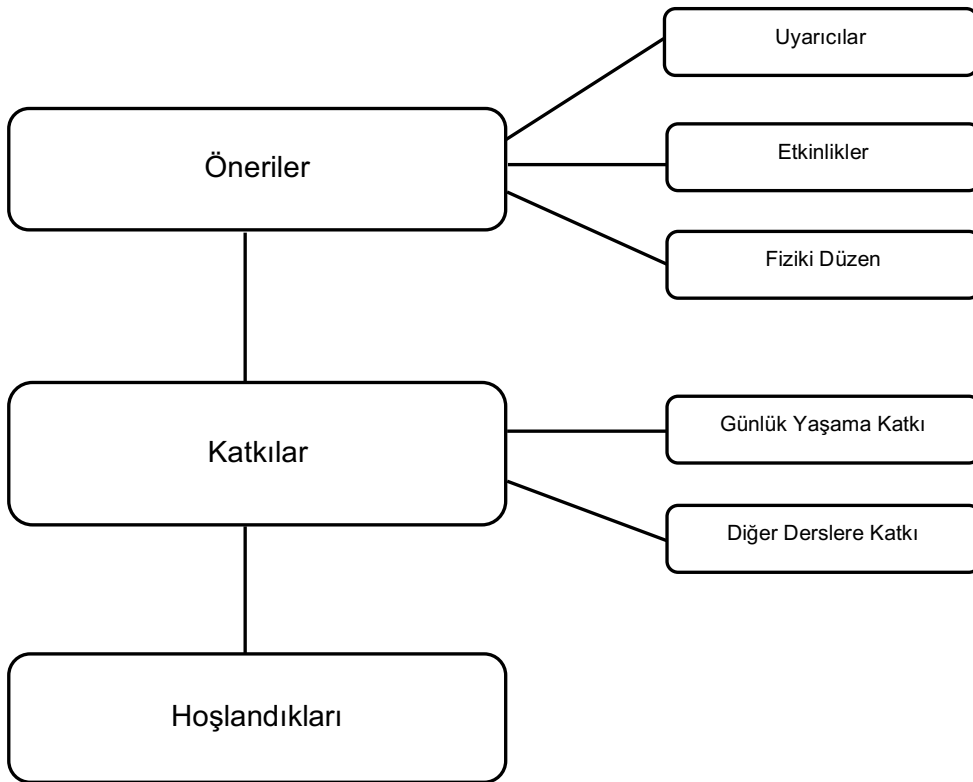 Uyarıcılar
Öneriler
Etkinlikler
Fiziki Düzen
Katkılar
Günlük Yaşama Katkı
Diğer Derslere Katkı
Hoşlandıkları